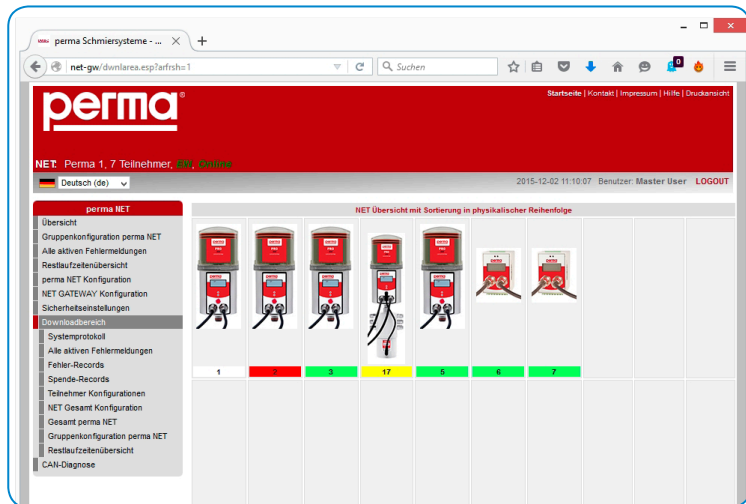 perma Schmiersysteme - ...
net-gw/dwnlarea.esp?arfrsh=1
Suchen
0
perma®
Startseite | Kontakt | Impressum | Hilfe | Druckansicht
NET: Perma 1, 7 Teilnehmer, EW, Online
Deutsch (de)
2015-12-02 11:10:07 Benutzer: Master User LOGOUT
perma NET
Übersicht
Gruppenkonfiguration perma NET
Alle aktiven Fehlermeldungen
Restlaufzeitenübersicht
perma NET Konfiguration
NET GATEWAY Konfiguration
Sicherheitseinstellungen
Downloadbereich
Systemprotokoll
Alle aktiven Fehlermeldungen
Fehler-Records
Spende-Records
Teilnehmer Konfigurationen
NET Gesamt Konfiguration
Gesamt perma NET
Gruppenkonfiguration perma NET
Restlaufzeitenübersicht
CAN-Diagnose
NET Übersicht mit Sortierung in physikalischer Reihenfolge
1 2 3 17 5 6 7